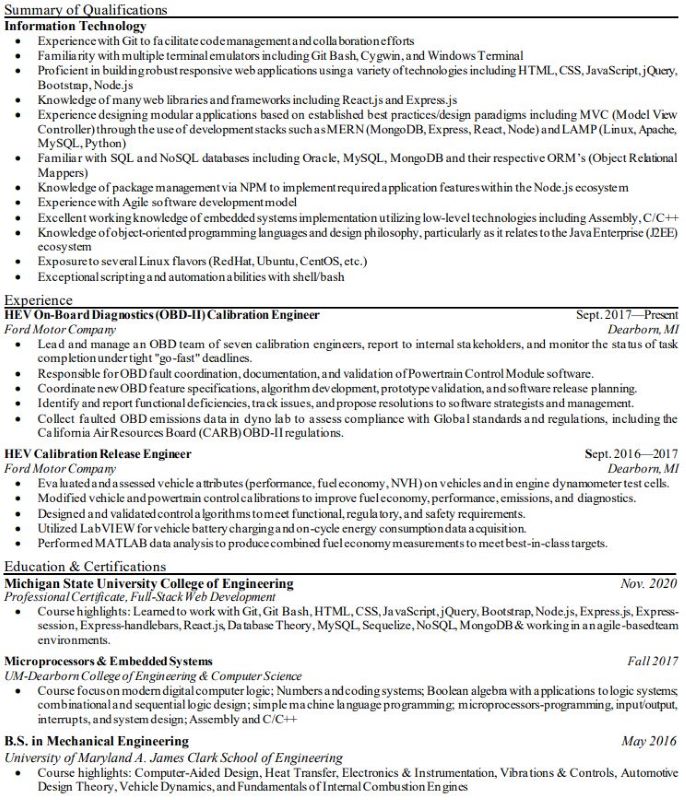 Summary of Qualifications
Information Technology
• Experience with Git to facilitate code management and collaboration efforts
• Familiarity with multiple terminal emulators including Git Bash, Cygwin, and Windows Terminal
• Proficient in building robust responsive web applications using a variety of technologies including HTML, CSS, JavaScript, jQuery,
Bootstrap, Node.js
• Knowledge of many web libraries and frameworks including React.js and Express.js
• Experience designing modular applications based on established best practices/design paradigms including MVC (Model View
Controller) through the use of development stacks such as MERN (MongoDB, Express, React, Node) and LAMP (Linux, Apache,
MySQL, Python)
• Familiar with SQL and NoSQL databases including Oracle, MySQL, MongoDB and their respective ORM's (Object Relational
Mappers)
• Knowledge of package management via NPM to implement required application features within the Node.js ecosystem
• Experience with Agile software development model
• Excellent working knowledge of embedded systems implementation utilizing low-level technologies including Assembly, C/C++
• Knowledge of object-oriented programming languages and design philosophy, particularly as it relates to the Java Enterprise (J2EE)
ecosystem
• Exposure to several Linux flavors (RedHat, Ubuntu, CentOS, etc.)
• Exceptional scripting and automation abilities with shell/bash
Experience
HEV On-Board Diagnostics (OBD-II) Calibration Engineer Sept. 2017—Present
Ford Motor Company Dearborn, MI
• Lead and manage an OBD team of seven calibration engineers, report to internal stakeholders, and monitor the status of task
completion under tight "go-fast" deadlines.
• Responsible for OBD fault coordination, documentation, and validation of Powertrain Control Module software.
• Coordinate new OBD feature specifications, algorithm development, prototype validation, and software release planning.
• Identify and report functional deficiencies, track issues, and propose resolutions to software strategists and management.
• Collect faulted OBD emissions data in dyno lab to assess compliance with Global standards and regulations, including the
California Air Resources Board (CARB) OBD-II regulations.
HEV Calibration Release Engineer Sept. 2016—2017
Ford Motor Company Dearborn, MI
• Evaluated and assessed vehicle attributes (performance, fuel economy, NVH) on vehicles and in engine dynamometer test cells.
• Modified vehicle and powertrain control calibrations to improve fuel economy, performance, emissions, and diagnostics.
• Designed and validated control algorithms to meet functional, regulatory, and safety requirements.
• Utilized LabVIEW for vehicle battery charging and on-cycle energy consumption data acquisition.
• Performed MATLAB data analysis to produce combined fuel economy measurements to meet best-in-class targets.
Education & Certifications
Michigan State University College of Engineering Nov. 2020
Professional Certificate, Full-Stack Web Development
• Course highlights: Learned to work with Git, Git Bash, HTML, CSS, JavaScript, jQuery, Bootstrap, Node.js, Express.js, Express-
session, Express-handlebars, React.js, Database Theory, MySQL, Sequelize, NoSQL, MongoDB & working in an agile-based team
environments.
Microprocessors & Embedded Systems Fall 2017
UM-Dearborn College of Engineering & Computer Science
• Course focus on modern digital computer logic; Numbers and coding systems; Boolean algebra with applications to logic systems;
combinational and sequential logic design; simple machine language programming; microprocessors-programming, input/output,
interrupts, and system design; Assembly and C/C++
B.S. in Mechanical Engineering May 2016
University of Maryland A. James Clark School of Engineering
• Course highlights: Computer-Aided Design, Heat Transfer, Electronics & Instrumentation, Vibrations & Controls, Automotive
Design Theory, Vehicle Dynamics, and Fundamentals of Internal Combustion Engines